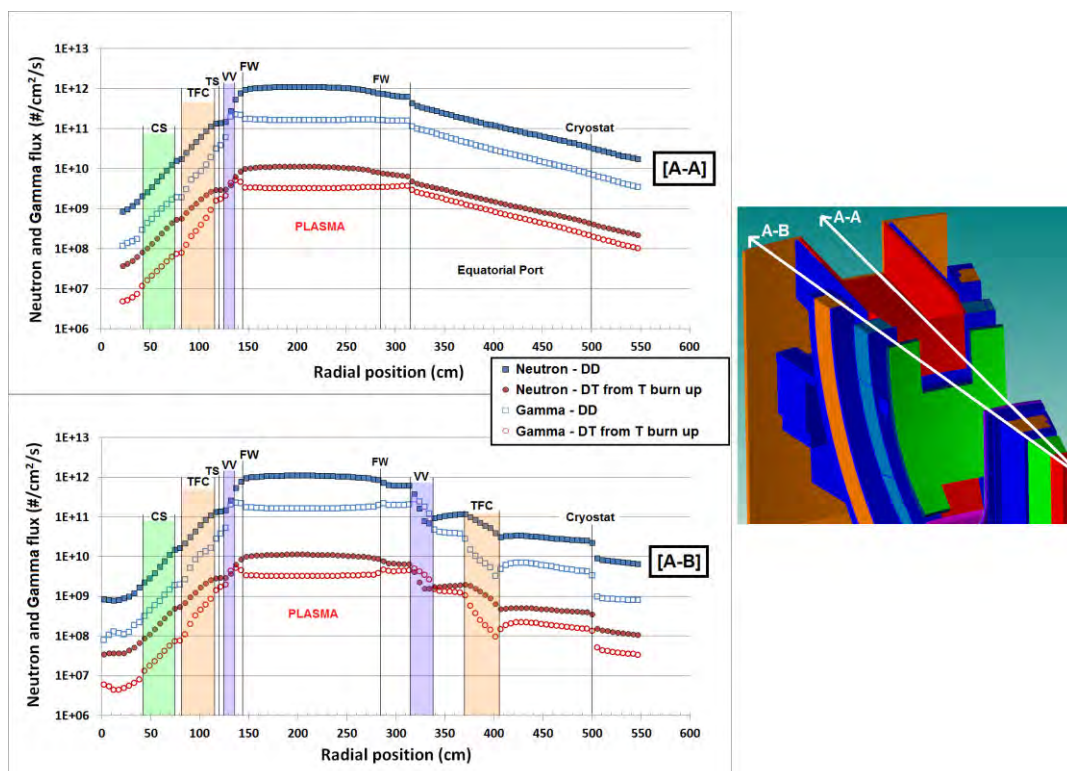 Neutron and Gamma flux (#/cm²/s)
1E+13
1E+12
1E+11
1E+10
1E+09
1E+08
1E+07
1E+06
CS
TFC
TS
VV
FW
FW
Cryostat
[A-A]
PLASMA
Equatorial Port
0 50 100 150 200 250 300 350 400 450 500 550 600
Radial position (cm)
Neutron - DD
Neutron - DT from T burn up
Gamma - DD
Gamma - DT from T burn up
Neutron and Gamma flux (#/cm²/s)
1E+13
1E+12
1E+11
1E+10
1E+09
1E+08
1E+07
1E+06
CS
TFC
TS
VV
FW
FW
VV
TFC
Cryostat
[A-B]
PLASMA
0 50 100 150 200 250 300 350 400 450 500 550 600
Radial position (cm)
A-B
A-A